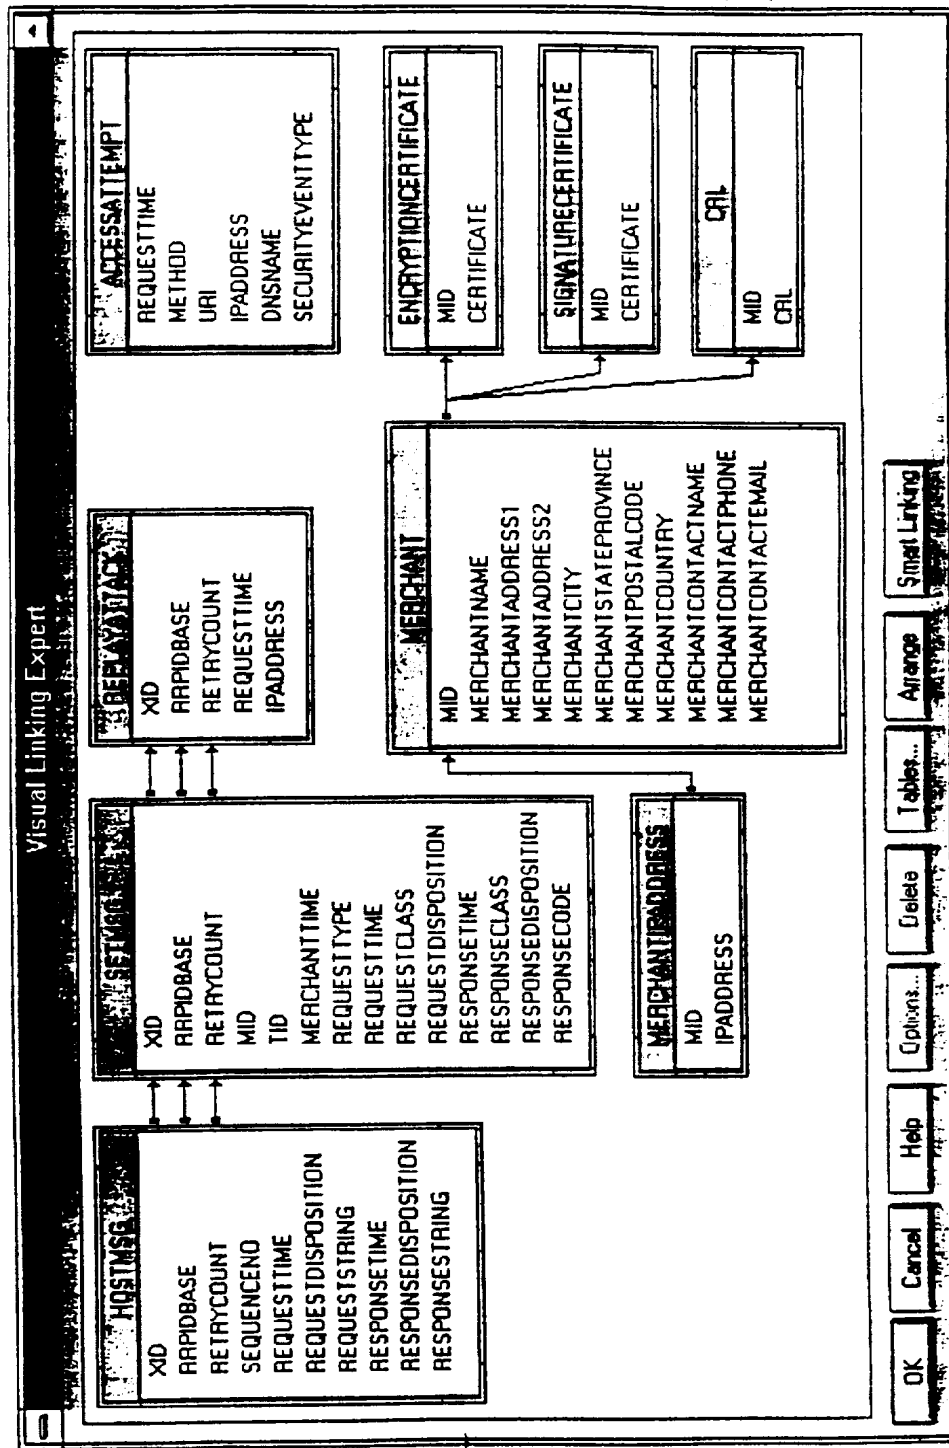 Visual Linking Expert
HOSTMSG
XID
RRPIDBASE
RETRYCOUNT
SEQUENCENO
REQUESTTIME
REQUESTDISPOSITION
REQUESTSTRING
RESPONSETIME
RESPONSEDISPOSITION
RESPONSESTRING
SETMSG
XID
RRPIDBASE
RETRYCOUNT
MID
TID
MERCHANTTIME
REQUESTTYPE
REQUESTTIME
REQUESTCLASS
REQUESTDISPOSITION
RESPONSETIME
RESPONSECLASS
RESPONSEDISPOSITION
RESPONSECODE
REPLAYATTACK
XID
RRPIDBASE
RETRYCOUNT
REQUESTTIME
IPADDRESS
ACCESSATTEMPT
REQUESTTIME
METHOD
URI
IPADDRESS
DNSNAME
SECURITYEVENTTYPE
MERCHANTIPADDRESS
MID
IPADDRESS
MERCHANT
MID
MERCHANTNAME
MERCHANTADDRESS1
MERCHANTADDRESS2
MERCHANTCITY
MERCHANTSTATEPROVINCE
MERCHANTPOSTALCODE
MERCHANTCOUNTRY
MERCHANTCONTACTNAME
MERCHANTCONTACTPHONE
MERCHANTCONTACTEMAIL
ENCRYPTIONCERTIFICATE
MID
CERTIFICATE
SIGNATURECERTIFICATE
MID
CERTIFICATE
CRL
MID
CRL
OK
Cancel
Help
Options...
Delete
Tables...
Arrange
Smart Linking